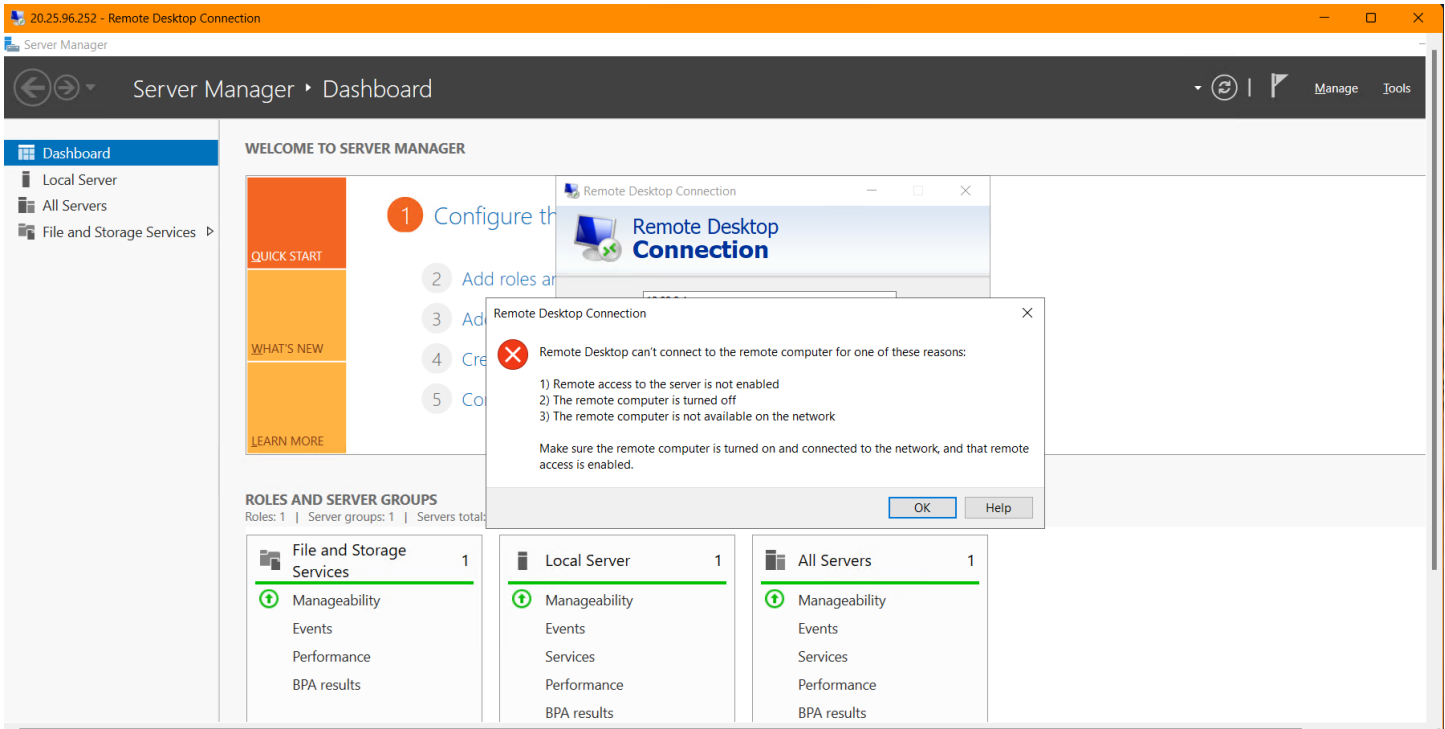 20.25.96.252 - Remote Desktop Connection
Server Manager
Server Manager • Dashboard
Manage Tools
Dashboard
Local Server
All Servers
File and Storage Services
WELCOME TO SERVER MANAGER
QUICK START
WHAT'S NEW
LEARN MORE
1 Configure th
2 Add roles ar
3 Ad
4 Cre
5 Co
Remote Desktop Connection
Remote Desktop
Connection
Remote Desktop Connection
Remote Desktop can't connect to the remote computer for one of these reasons:
1) Remote access to the server is not enabled
2) The remote computer is turned off
3) The remote computer is not available on the network
Make sure the remote computer is turned on and connected to the network, and that remote
access is enabled.
OK Help
ROLES AND SERVER GROUPS
Roles: 1 | Server groups: 1 | Servers total:
File and Storage
Services 1
Manageability
Events
Performance
BPA results
Local Server 1
Manageability
Events
Services
Performance
BPA results
All Servers 1
Manageability
Events
Services
Performance
BPA results